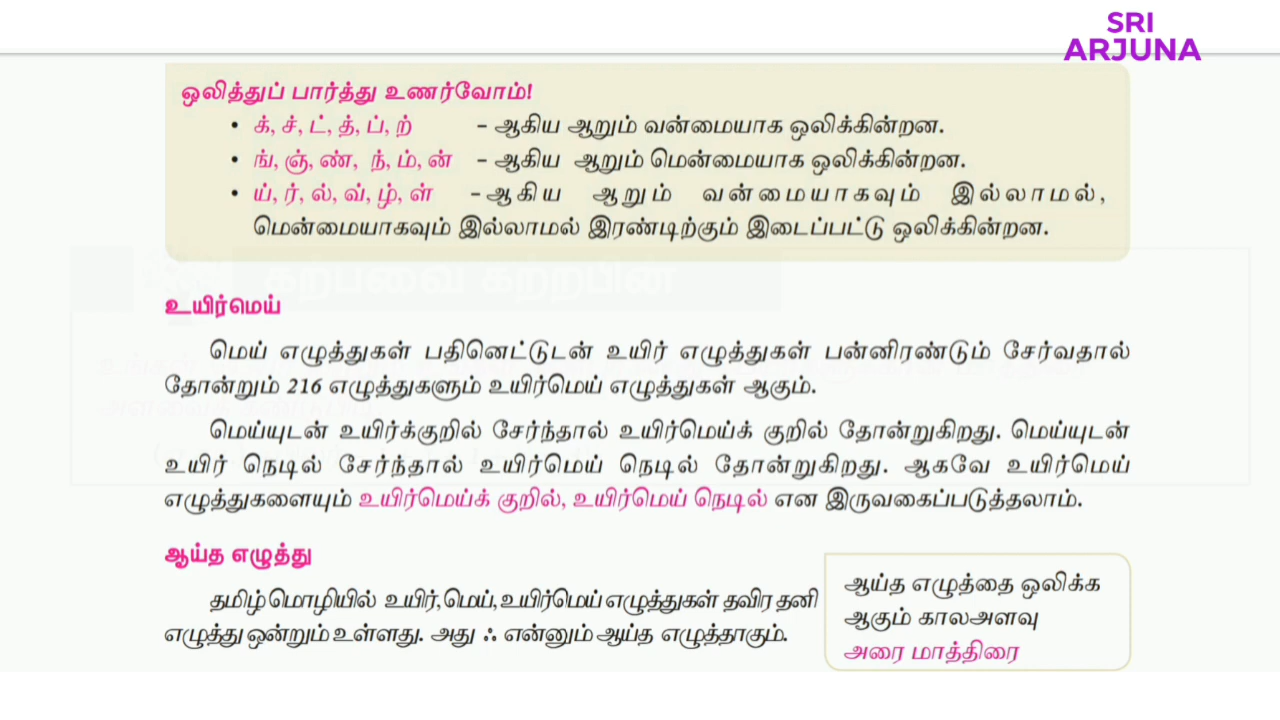 SRI
ARJUNA
ஒலித்துப் பார்த்து உணர்வோம்!
• க், ச், ட், த், ப், ற் – ஆகிய ஆறும் வன்மையாக ஒலிக்கின்றன.
• ங், ஞ், ண், ந், ம், ன் – ஆகிய ஆறும் மென்மையாக ஒலிக்கின்றன.
• ய், ர், ல், வ், ழ், ள் – ஆகிய ஆறும் வன்மையாகவும் இல்லாமல்,
மென்மையாகவும் இல்லாமல் இரண்டிற்கும் இடைப்பட்டு ஒலிக்கின்றன.
கற்பவை கற்றபின்
உயிர்மெய்
மெய் எழுத்துகள் பதினெட்டுடன் உயிர் எழுத்துகள் பன்னிரண்டும் சேர்வதால்
தோன்றும் 216 எழுத்துகளும் உயிர்மெய் எழுத்துகள் ஆகும்.
மெய்யுடன் உயிர்க்குறில் சேர்ந்தால் உயிர்மெய்க் குறில் தோன்றுகிறது. மெய்யுடன்
உயிர் நெடில் சேர்ந்தால் உயிர்மெய் நெடில் தோன்றுகிறது. ஆகவே உயிர்மெய்
எழுத்துகளையும் உயிர்மெய்க் குறில், உயிர்மெய் நெடில் என இருவகைப்படுத்தலாம்.
ஆய்த எழுத்து
தமிழ் மொழியில் உயிர், மெய், உயிர்மெய் எழுத்துகள் தவிர தனி
எழுத்து ஒன்றும் உள்ளது. அது ஃ என்னும் ஆய்த எழுத்தாகும்.
ஆய்த எழுத்தை ஒலிக்க
ஆகும் காலஅளவு
அரை மாத்திரை